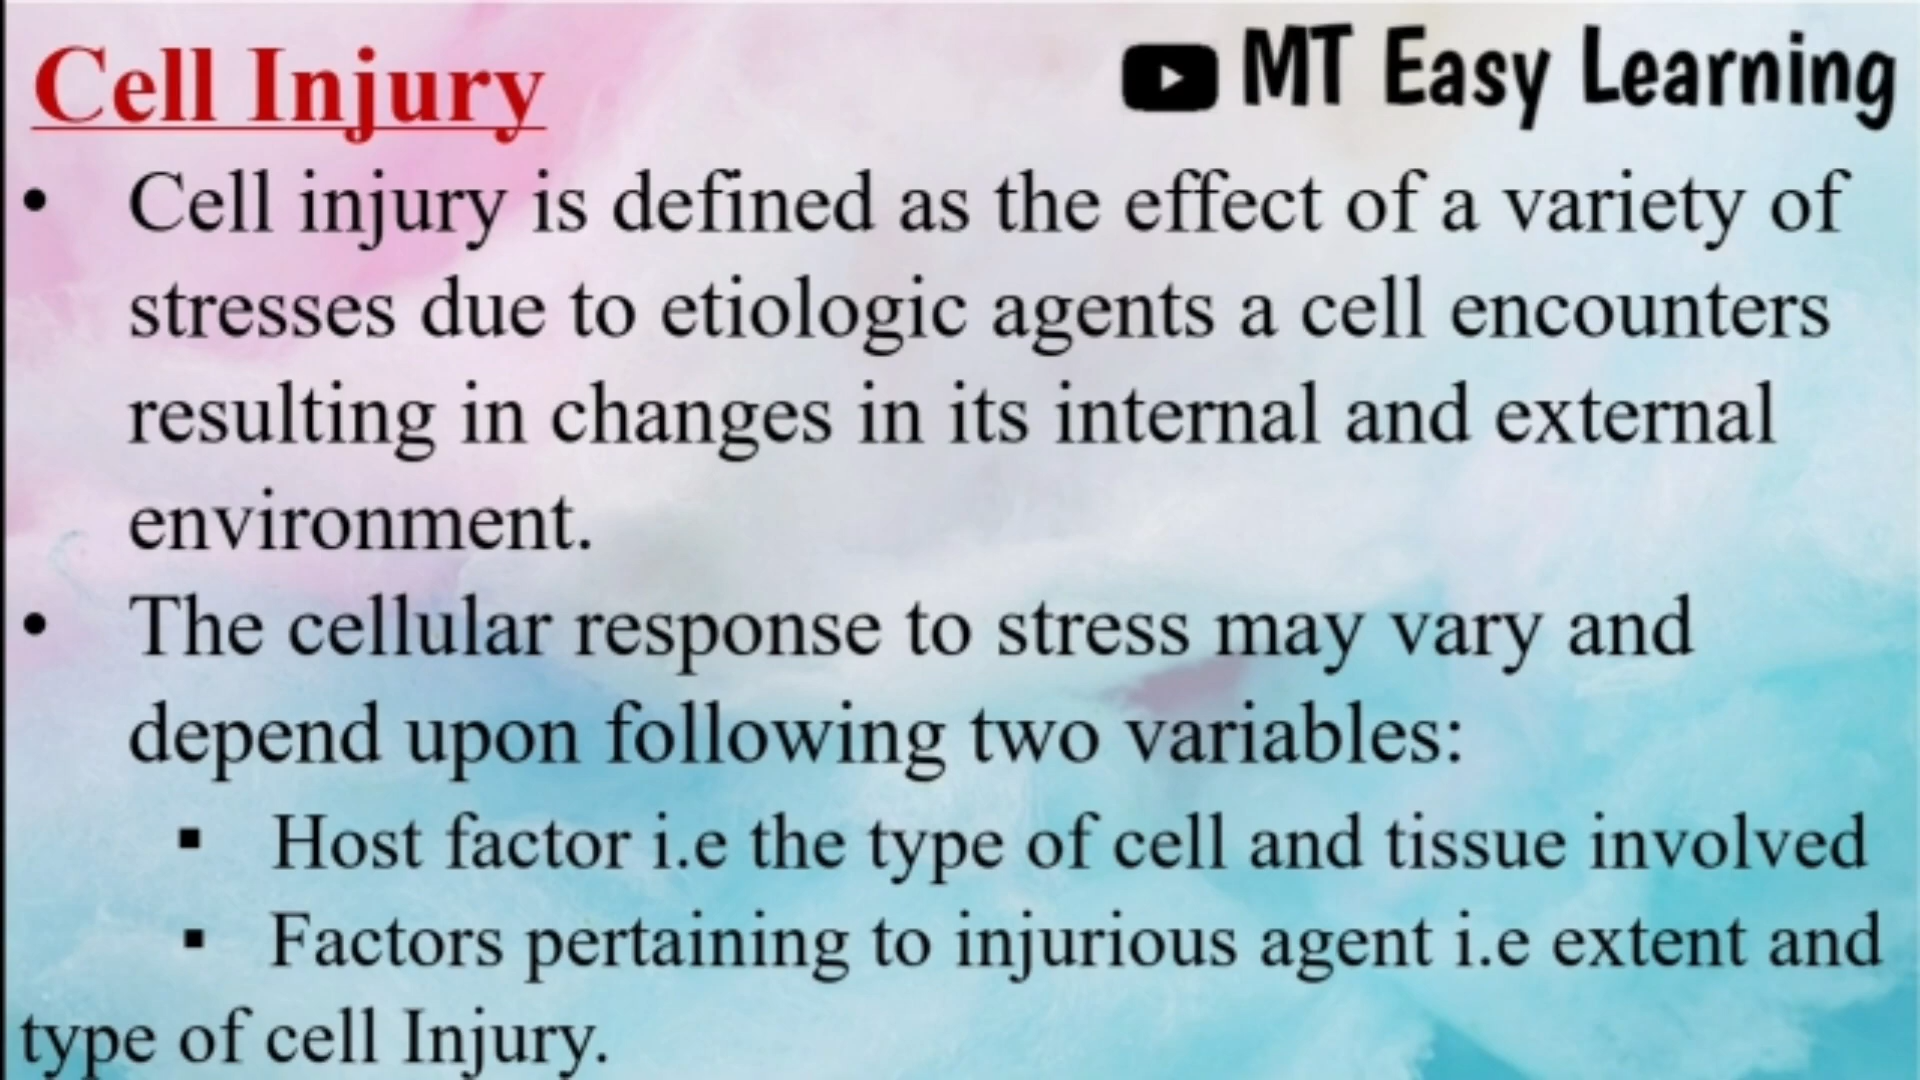 Cell Injury
MT Easy Learning
• Cell injury is defined as the effect of a variety of
stresses due to etiologic agents a cell encounters
resulting in changes in its internal and external
environment.
• The cellular response to stress may vary and
depend upon following two variables:
▪ Host factor i.e the type of cell and tissue involved
▪ Factors pertaining to injurious agent i.e extent and
type of cell Injury.